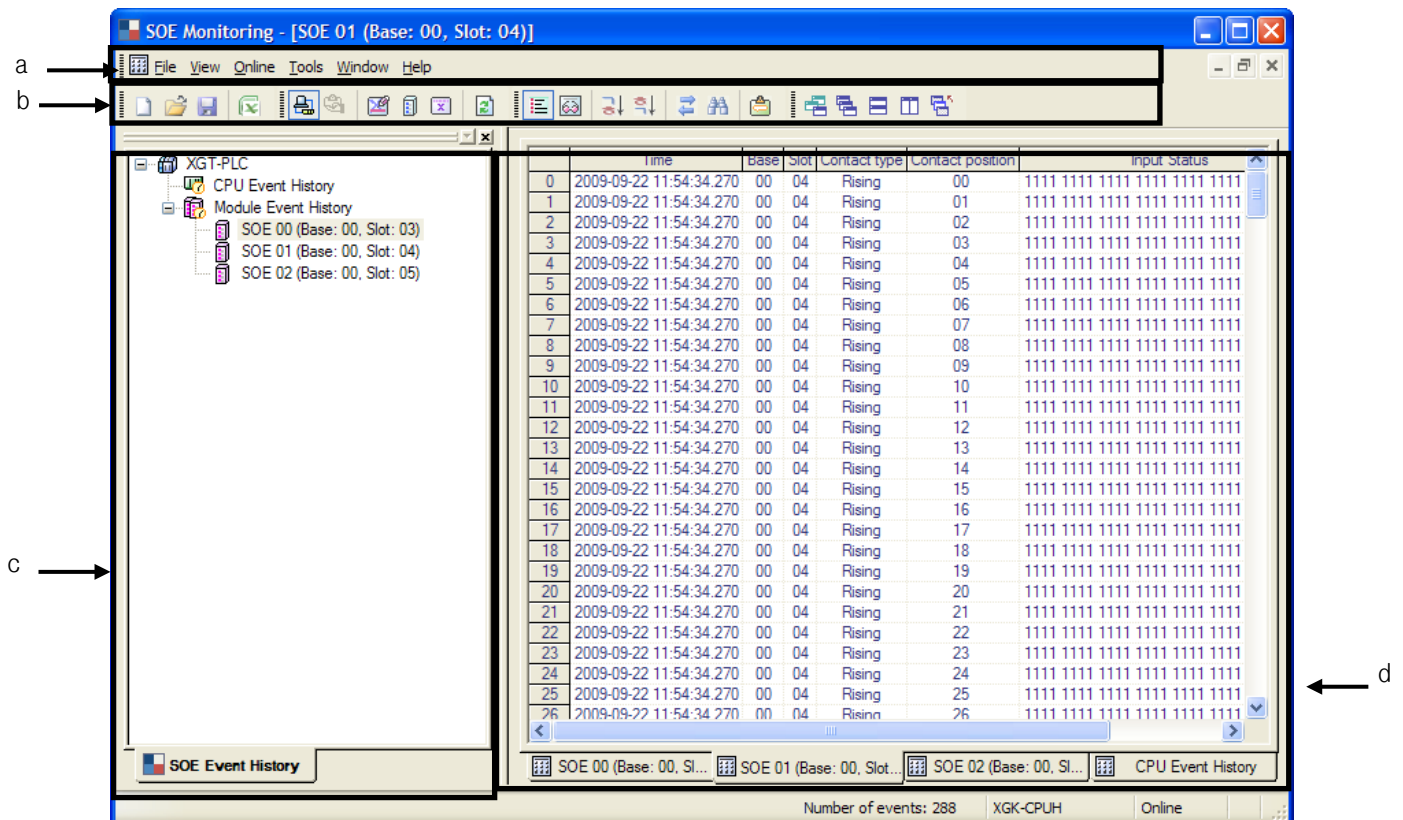 SOE Monitoring - [SOE 01 (Base: 00, Slot: 04)]
a
File View Online Tools Window Help
b
XGT-PLC
CPU Event History
Module Event History
SOE 00 (Base: 00, Slot: 03)
SOE 01 (Base: 00, Slot: 04)
SOE 02 (Base: 00, Slot: 05)
c
SOE Event History
Time Base Slot Contact type Contact position Input Status
0 2009-09-22 11:54:34.270 00 04 Rising 00 1111 1111 1111 1111 1111 1111
1 2009-09-22 11:54:34.270 00 04 Rising 01 1111 1111 1111 1111 1111 1111
2 2009-09-22 11:54:34.270 00 04 Rising 02 1111 1111 1111 1111 1111 1111
3 2009-09-22 11:54:34.270 00 04 Rising 03 1111 1111 1111 1111 1111 1111
4 2009-09-22 11:54:34.270 00 04 Rising 04 1111 1111 1111 1111 1111 1111
5 2009-09-22 11:54:34.270 00 04 Rising 05 1111 1111 1111 1111 1111 1111
6 2009-09-22 11:54:34.270 00 04 Rising 06 1111 1111 1111 1111 1111 1111
7 2009-09-22 11:54:34.270 00 04 Rising 07 1111 1111 1111 1111 1111 1111
8 2009-09-22 11:54:34.270 00 04 Rising 08 1111 1111 1111 1111 1111 1111
9 2009-09-22 11:54:34.270 00 04 Rising 09 1111 1111 1111 1111 1111 1111
10 2009-09-22 11:54:34.270 00 04 Rising 10 1111 1111 1111 1111 1111 1111
11 2009-09-22 11:54:34.270 00 04 Rising 11 1111 1111 1111 1111 1111 1111
12 2009-09-22 11:54:34.270 00 04 Rising 12 1111 1111 1111 1111 1111 1111
13 2009-09-22 11:54:34.270 00 04 Rising 13 1111 1111 1111 1111 1111 1111
14 2009-09-22 11:54:34.270 00 04 Rising 14 1111 1111 1111 1111 1111 1111
15 2009-09-22 11:54:34.270 00 04 Rising 15 1111 1111 1111 1111 1111 1111
16 2009-09-22 11:54:34.270 00 04 Rising 16 1111 1111 1111 1111 1111 1111
17 2009-09-22 11:54:34.270 00 04 Rising 17 1111 1111 1111 1111 1111 1111
18 2009-09-22 11:54:34.270 00 04 Rising 18 1111 1111 1111 1111 1111 1111
19 2009-09-22 11:54:34.270 00 04 Rising 19 1111 1111 1111 1111 1111 1111
20 2009-09-22 11:54:34.270 00 04 Rising 20 1111 1111 1111 1111 1111 1111
21 2009-09-22 11:54:34.270 00 04 Rising 21 1111 1111 1111 1111 1111 1111
22 2009-09-22 11:54:34.270 00 04 Rising 22 1111 1111 1111 1111 1111 1111
23 2009-09-22 11:54:34.270 00 04 Rising 23 1111 1111 1111 1111 1111 1111
24 2009-09-22 11:54:34.270 00 04 Rising 24 1111 1111 1111 1111 1111 1111
25 2009-09-22 11:54:34.270 00 04 Rising 25 1111 1111 1111 1111 1111 1111
26 2009-09-22 11:54:34.270 00 04 Rising 26 1111 1111 1111 1111 1111 1111
d
SOE 00 (Base: 00, Sl... SOE 01 (Base: 00, Slot... SOE 02 (Base: 00, Sl... CPU Event History
Number of events: 288 XGK-CPUH Online